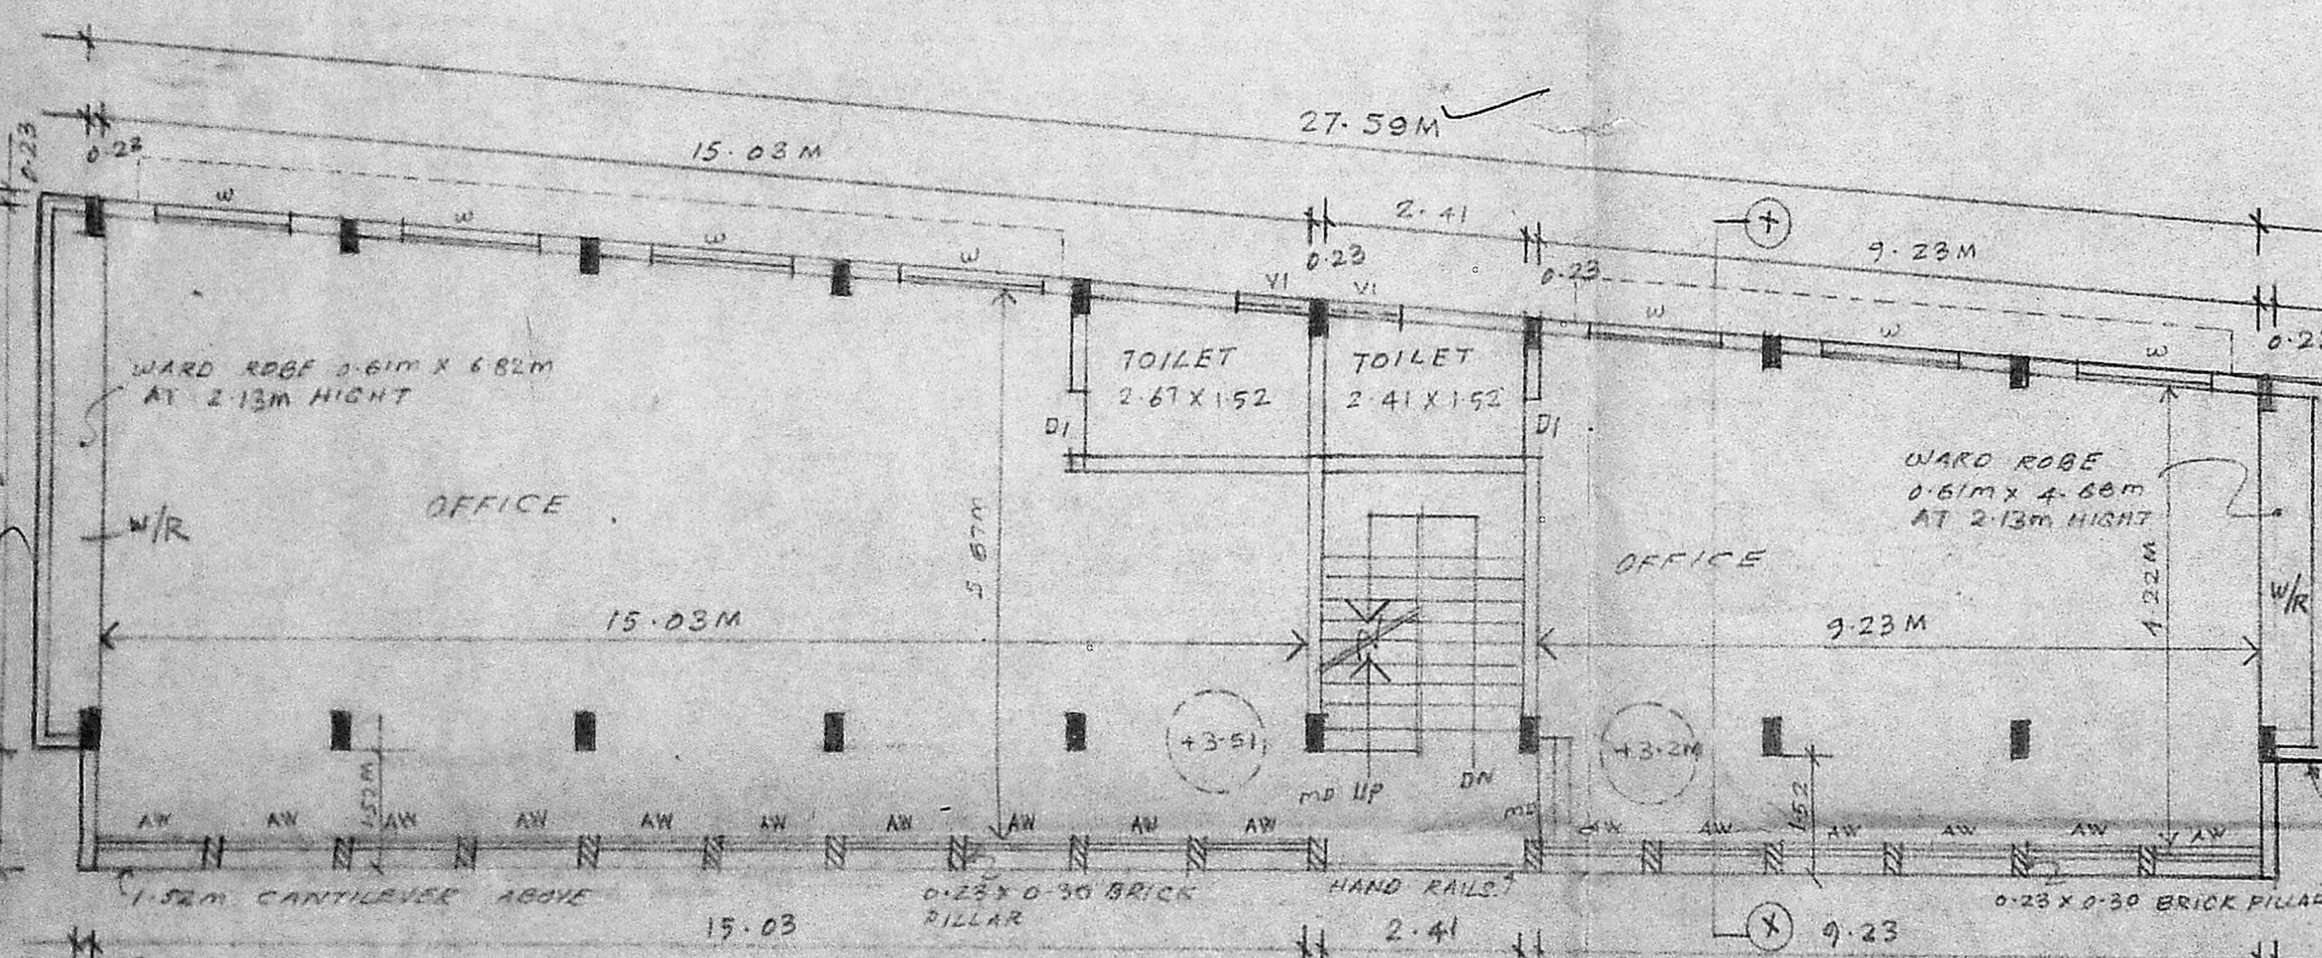 27.59M
15.03M
0.23
0.23
2.41
0.23
0.23
9.23M
W
W
W
W
V1
V1
W
W
W
WARD ROBE 0.61m X 6.82m
AT 2.13m HIGHT
TOILET
2.67 X 1.52
TOILET
2.41 X 1.52
D1
D1
WARD ROBE
0.61m X 4.68m
AT 2.13m HIGHT
OFFICE
W/R
5.67m
OFFICE
4.22M
W/R
15.03M
9.23M
+3.51
+3.2M
MD
UP
DN
MD
1.52M
1.52
AW AW AW AW AW AW AW AW AW AW
AW AW AW AW AW AW
1.52m CANTILEVER ABOVE
0.23 X 0.30 BRICK
PILLAR
HAND RAILS.
0.23 X 0.30 BRICK PILLAR
15.03
2.41
X
9.23